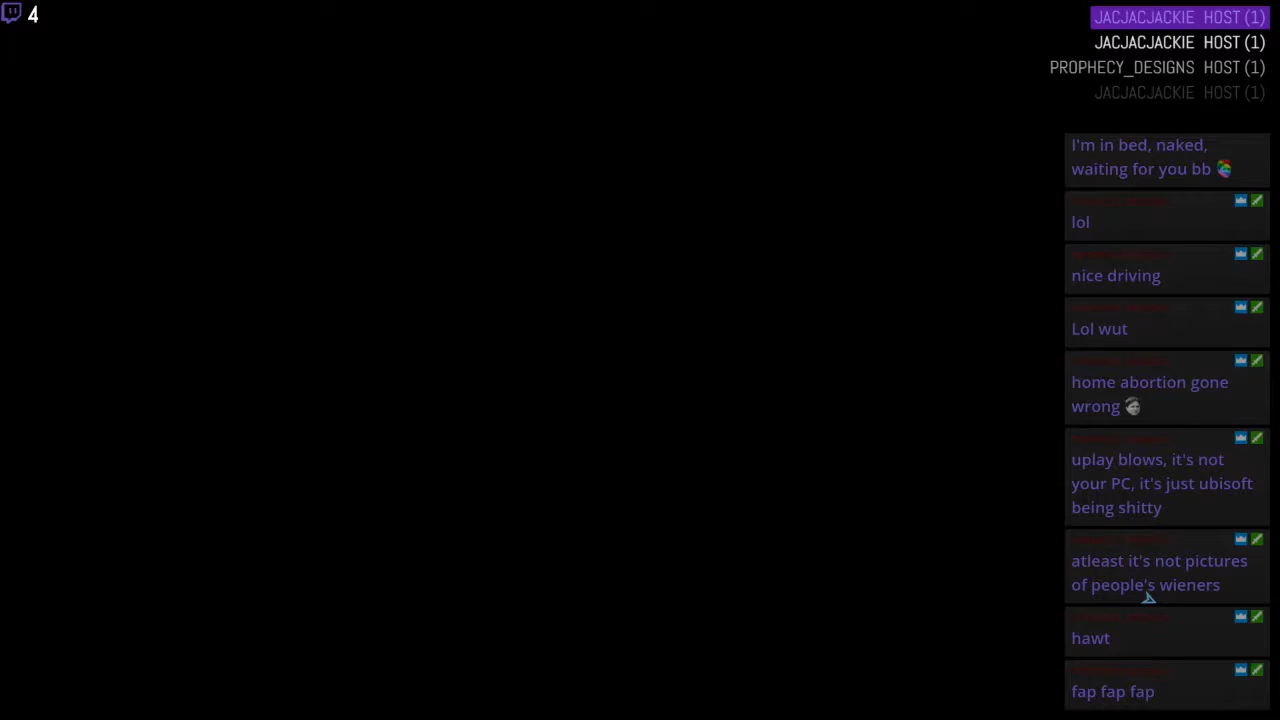 4
JACJACJACKIE HOST (1)
JACJACJACKIE HOST (1)
PROPHECY_DESIGNS HOST (1)
JACJACJACKIE HOST (1)
I'm in bed, naked,
waiting for you bb
lol
nice driving
Lol wut
home abortion gone
wrong
uplay blows, it's not
your PC, it's just ubisoft
being shitty
atleast it's not pictures
of people's wieners
hawt
fap fap fap